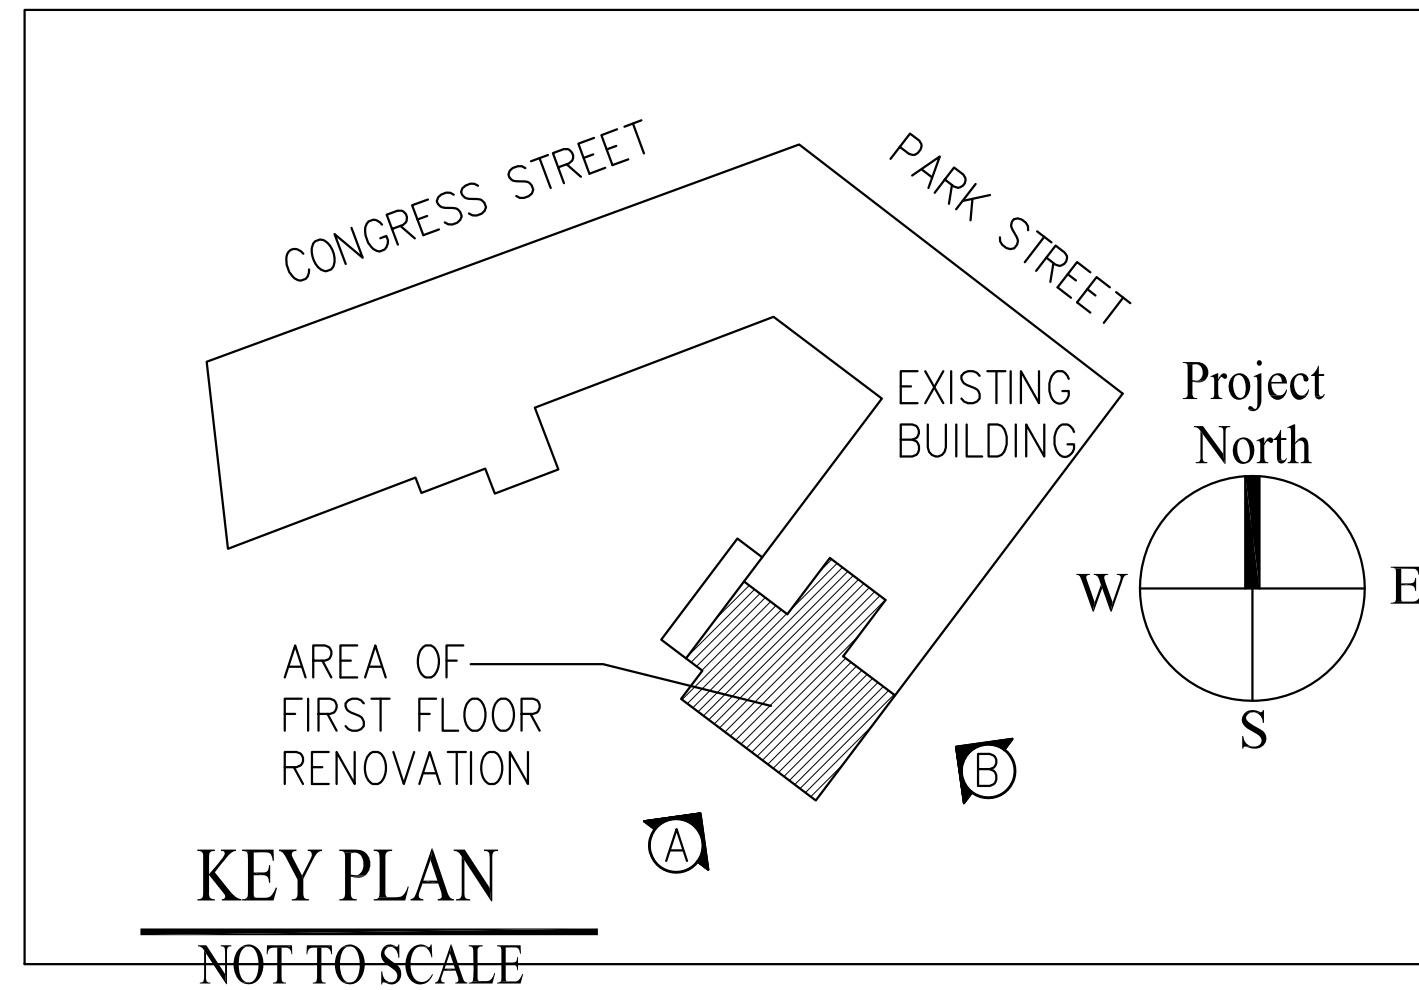 CONGRESS STREET
PARK STREET
EXISTING
BUILDING
Project
North
W
E
S
AREA OF
FIRST FLOOR
RENOVATION
B
A
KEY PLAN
NOT TO SCALE